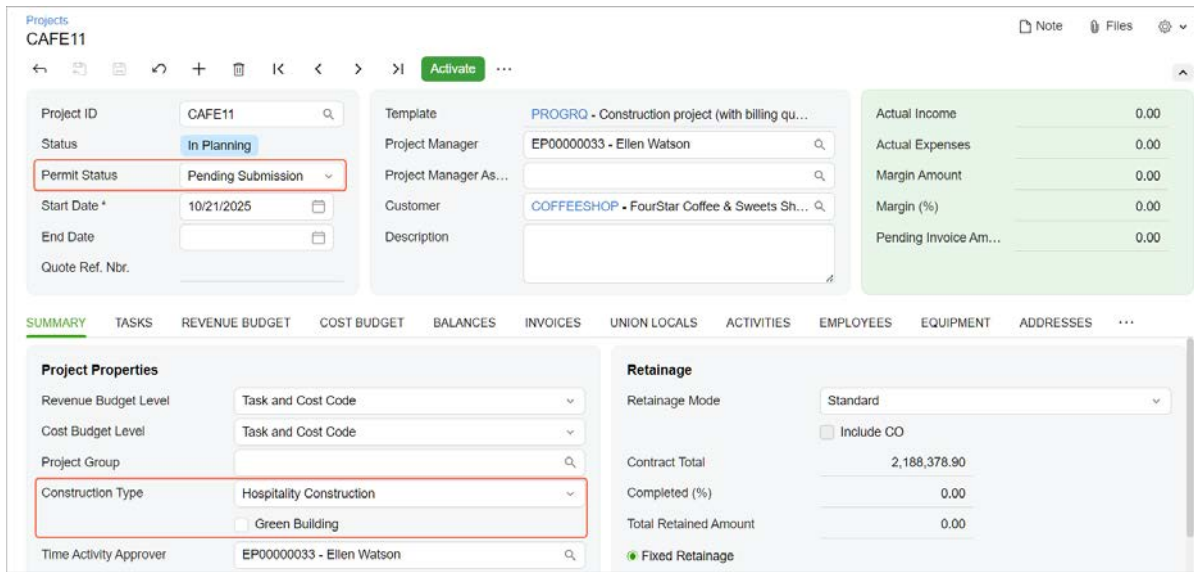 Projects
CAFE11
Note
Files
Activate
Project ID
CAFE11
Status
In Planning
Permit Status
Pending Submission
Start Date *
10/21/2025
End Date
Quote Ref. Nbr.
Template
PROGRQ - Construction project (with billing qu...
Project Manager
EP00000033 - Ellen Watson
Project Manager As...
Customer
COFFEESHOP - FourStar Coffee & Sweets Sh...
Description
Actual Income 0.00
Actual Expenses 0.00
Margin Amount 0.00
Margin (%) 0.00
Pending Invoice Am... 0.00
SUMMARY TASKS REVENUE BUDGET COST BUDGET BALANCES INVOICES UNION LOCALS ACTIVITIES EMPLOYEES EQUIPMENT ADDRESSES ...
Project Properties
Revenue Budget Level Task and Cost Code
Cost Budget Level Task and Cost Code
Project Group
Construction Type Hospitality Construction
Green Building
Time Activity Approver EP00000033 - Ellen Watson
Retainage
Retainage Mode Standard
Include CO
Contract Total 2,188,378.90
Completed (%) 0.00
Total Retained Amount 0.00
Fixed Retainage